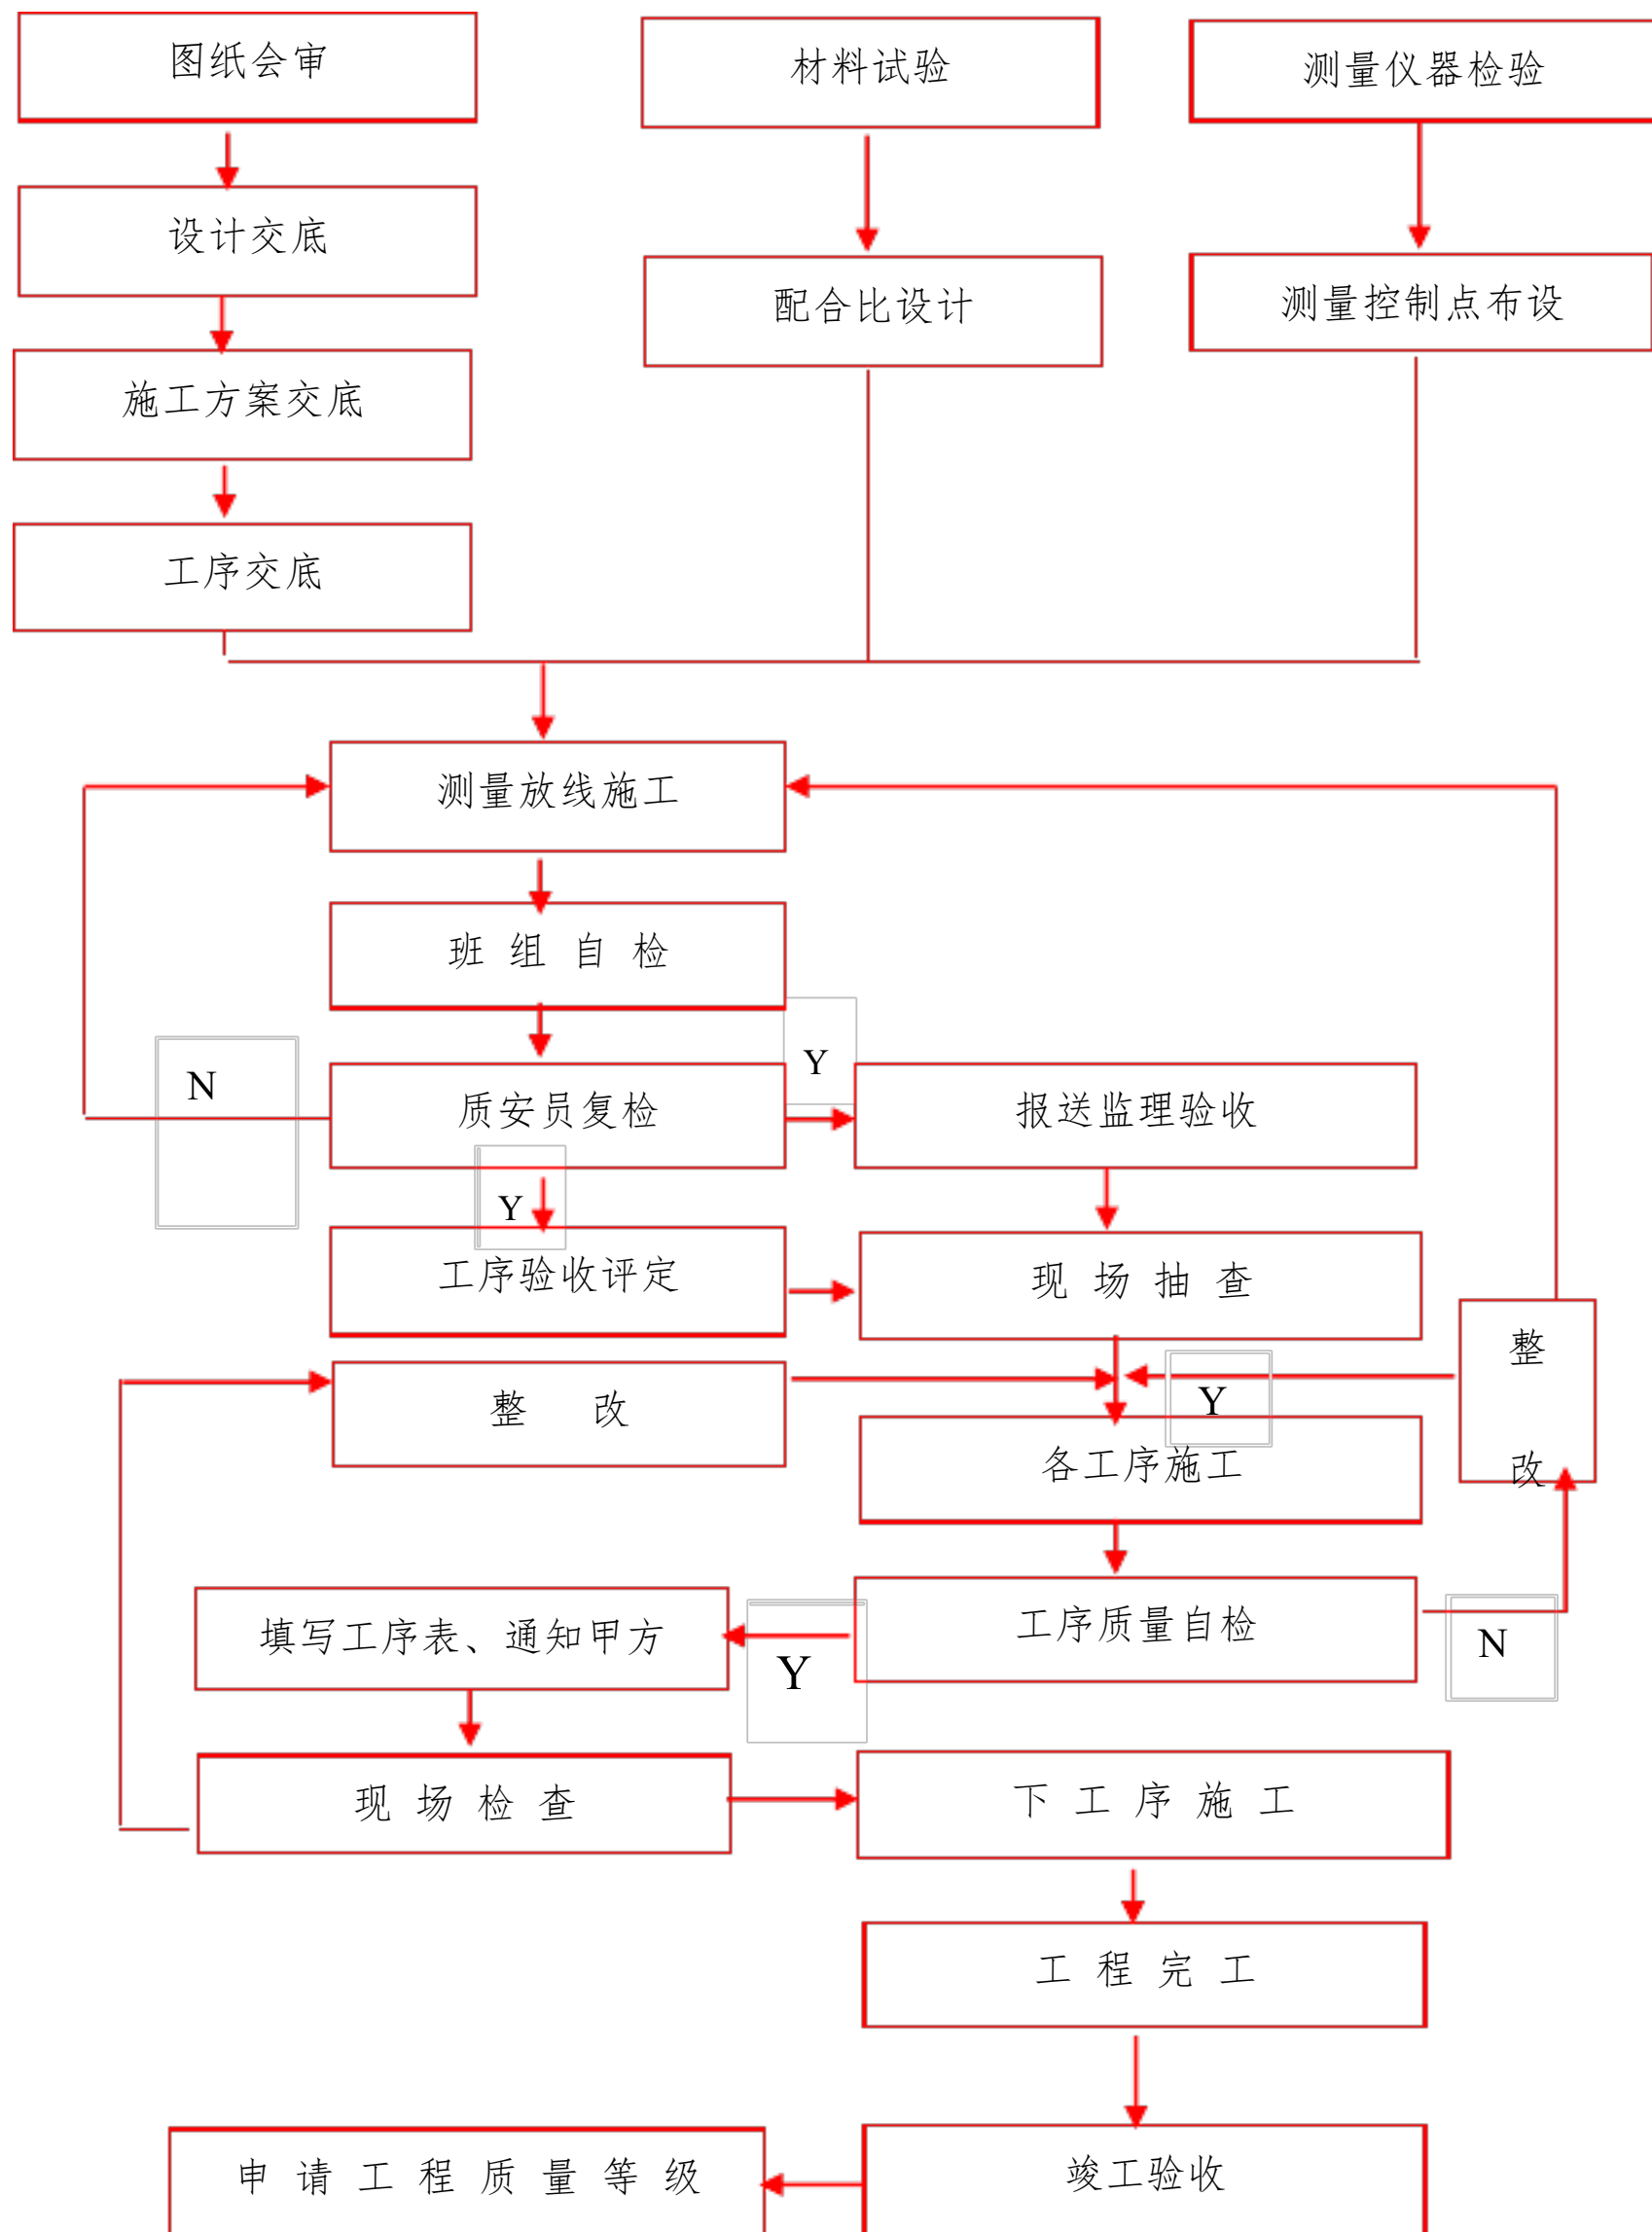 图纸会审
材料试验
测量仪器检验
设计交底
配合比设计
测量控制点布设
施工方案交底
工序交底
测量放线施工
班 组 自 检
N
Y
质安员复检
报送监理验收
Y
工序验收评定
现 场 抽 查
整
改
整 改
Y
各工序施工
填写工序表、通知甲方
Y
工序质量自检
N
现 场 检 查
下 工 序 施 工
工 程 完 工
申 请 工 程 质 量 等 级
竣工验收